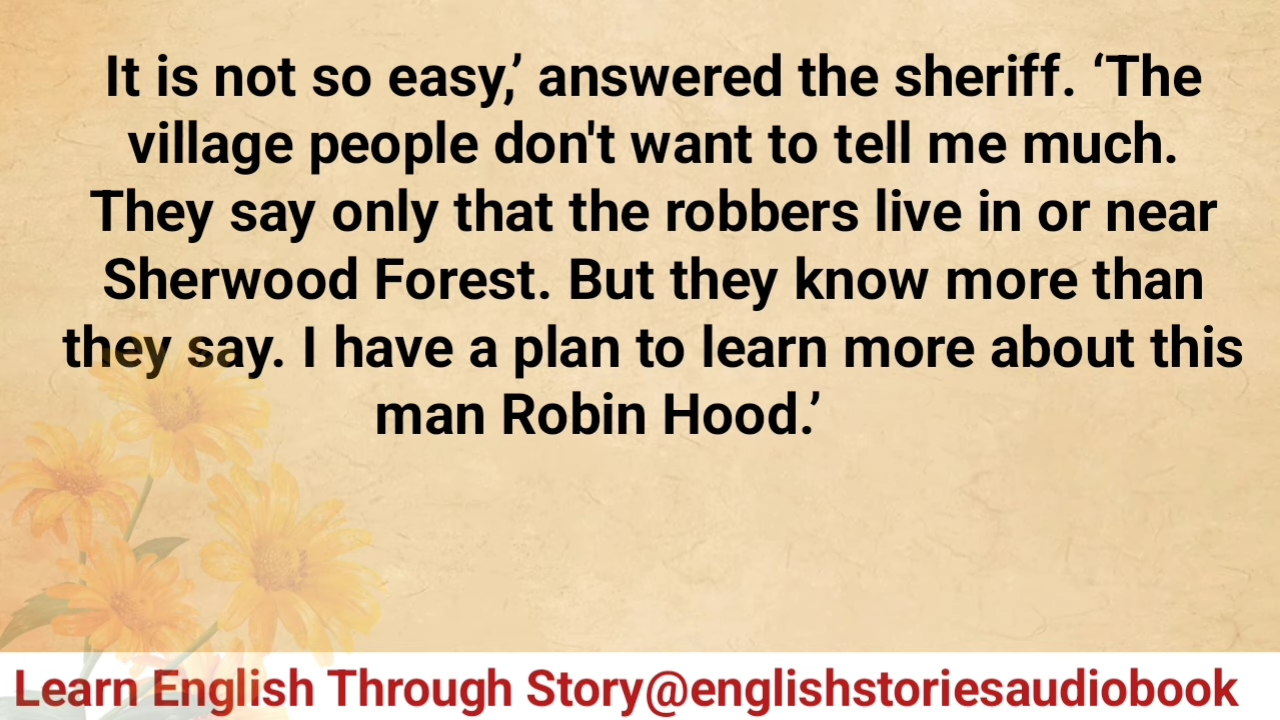 It is not so easy,’ answered the sheriff. ‘The
village people don't want to tell me much.
They say only that the robbers live in or near
Sherwood Forest. But they know more than
they say. I have a plan to learn more about this
man Robin Hood.’
Learn English Through Story@englishstoriesaudiobook